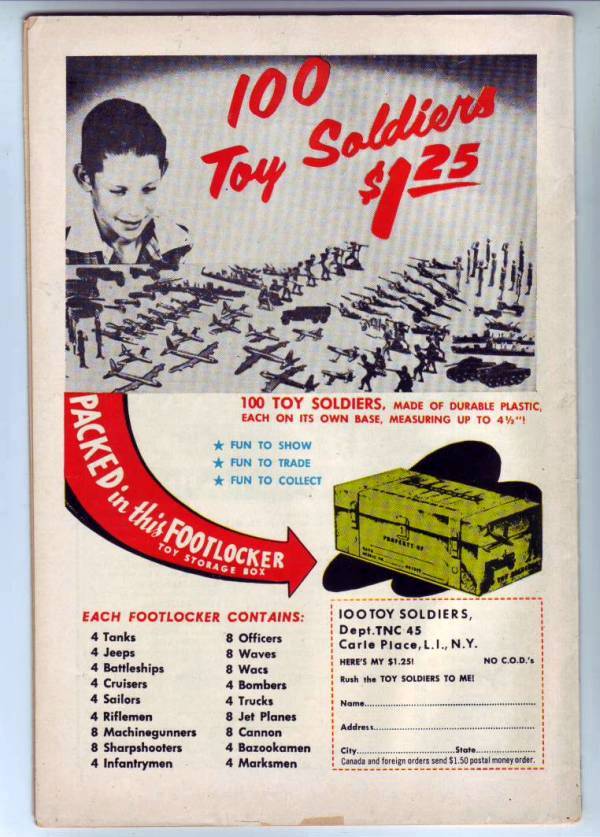 100
Toy Soldiers
$1.25
100 TOY SOLDIERS, MADE OF DURABLE PLASTIC,
EACH ON ITS OWN BASE, MEASURING UP TO 4½"!
PACKED in this FOOTLOCKER
TOY STORAGE BOX
★ FUN TO SHOW
★ FUN TO TRADE
★ FUN TO COLLECT
PROPERTY OF
TOY SOLDIERS
EACH FOOTLOCKER CONTAINS:
4 Tanks
4 Jeeps
4 Battleships
4 Cruisers
4 Sailors
4 Riflemen
8 Machinegunners
8 Sharpshooters
4 Infantrymen
8 Officers
8 Waves
8 Wacs
4 Bombers
4 Trucks
8 Jet Planes
8 Cannon
4 Bazookamen
4 Marksmen
100 TOY SOLDIERS,
Dept. TNC 45
Carle Place, L.I., N.Y.
HERE'S MY $1.25! NO C.O.D.'s
Rush the TOY SOLDIERS TO ME!
Name
Address
City State
Canada and foreign orders send $1.50 postal money order.